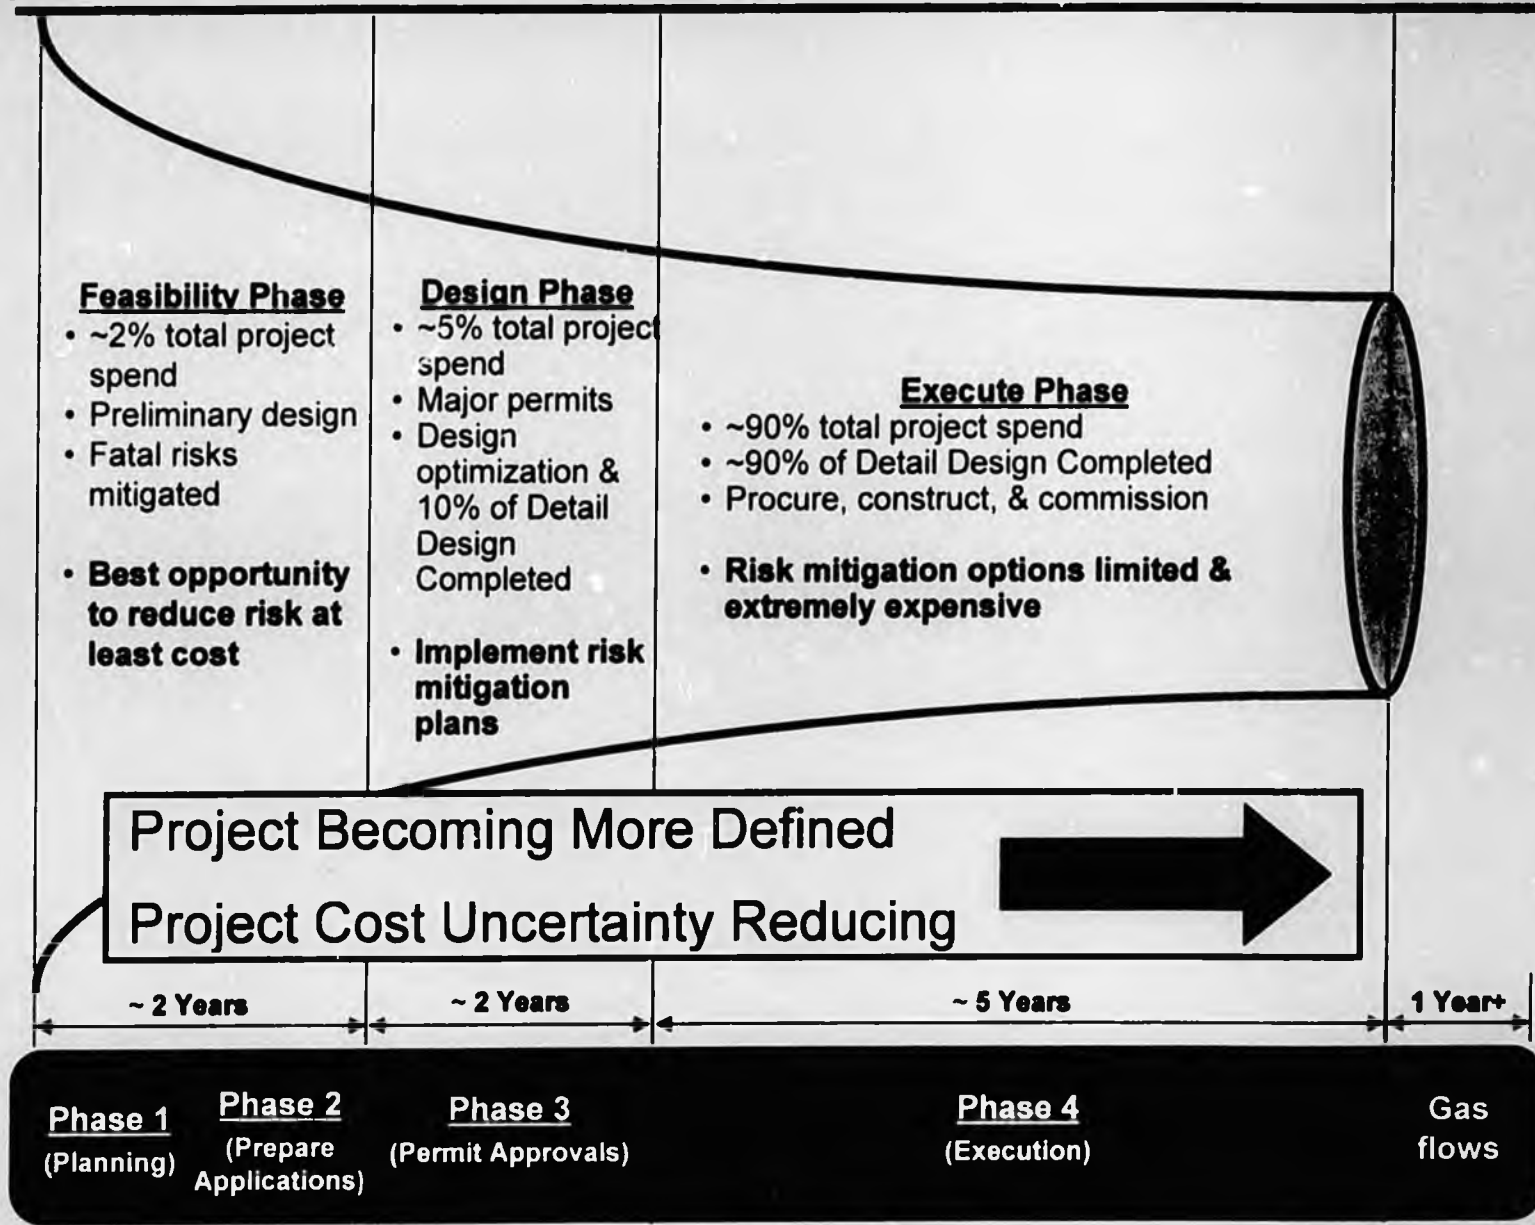 Feasibility Phase
• ~2% total project
spend
• Preliminary design
• Fatal risks
mitigated
• Best opportunity
to reduce risk at
least cost
Design Phase
• ~5% total project
spend
• Major permits
• Design
optimization &
10% of Detail
Design
Completed
• Implement risk
mitigation
plans
Execute Phase
• ~90% total project spend
• ~90% of Detail Design Completed
• Procure, construct, & commission
• Risk mitigation options limited &
extremely expensive
Project Becoming More Defined
Project Cost Uncertainty Reducing
~ 2 Years
~ 2 Years
~ 5 Years
1 Year+
Phase 1
(Planning)
Phase 2
(Prepare
Applications)
Phase 3
(Permit Approvals)
Phase 4
(Execution)
Gas
flows